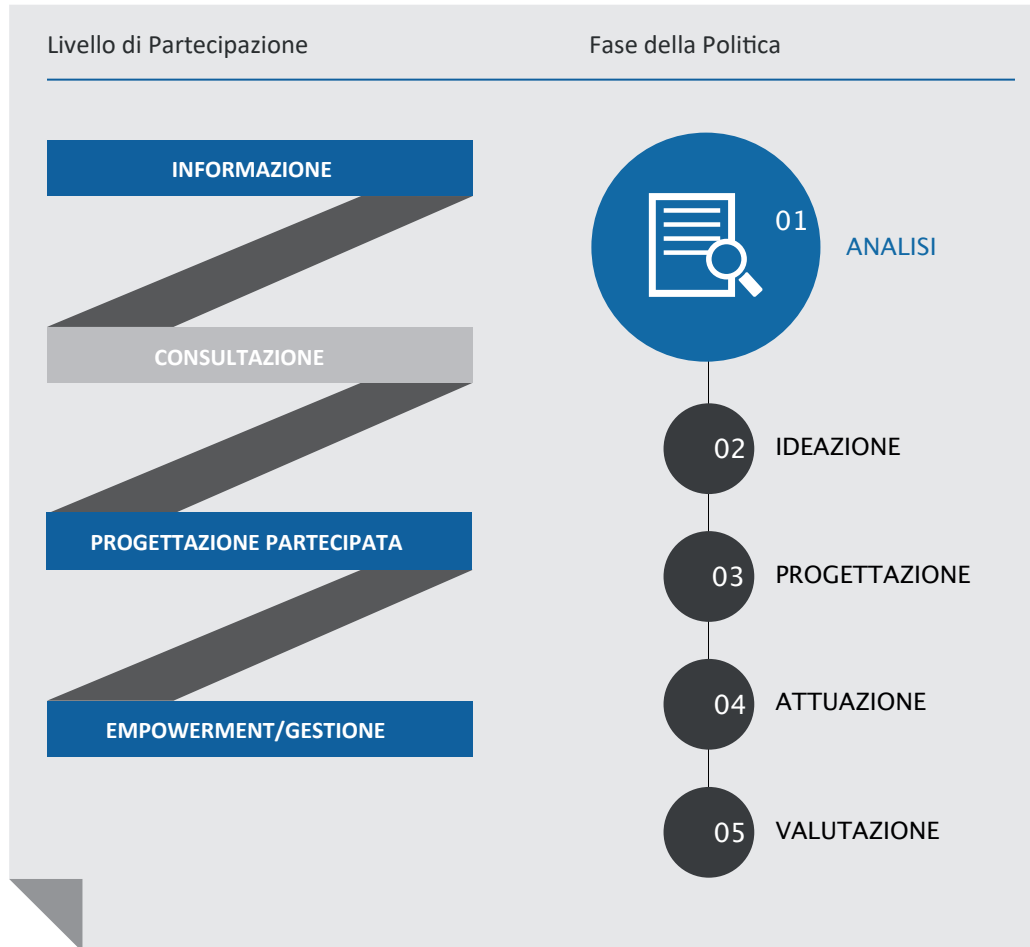 Livello di Partecipazione
Fase della Politica
INFORMAZIONE
CONSULTAZIONE
PROGETTAZIONE PARTECIPATA
EMPOWERMENT/GESTIONE
01
ANALISI
02
IDEAZIONE
03
PROGETTAZIONE
04
ATTUAZIONE
05
VALUTAZIONE